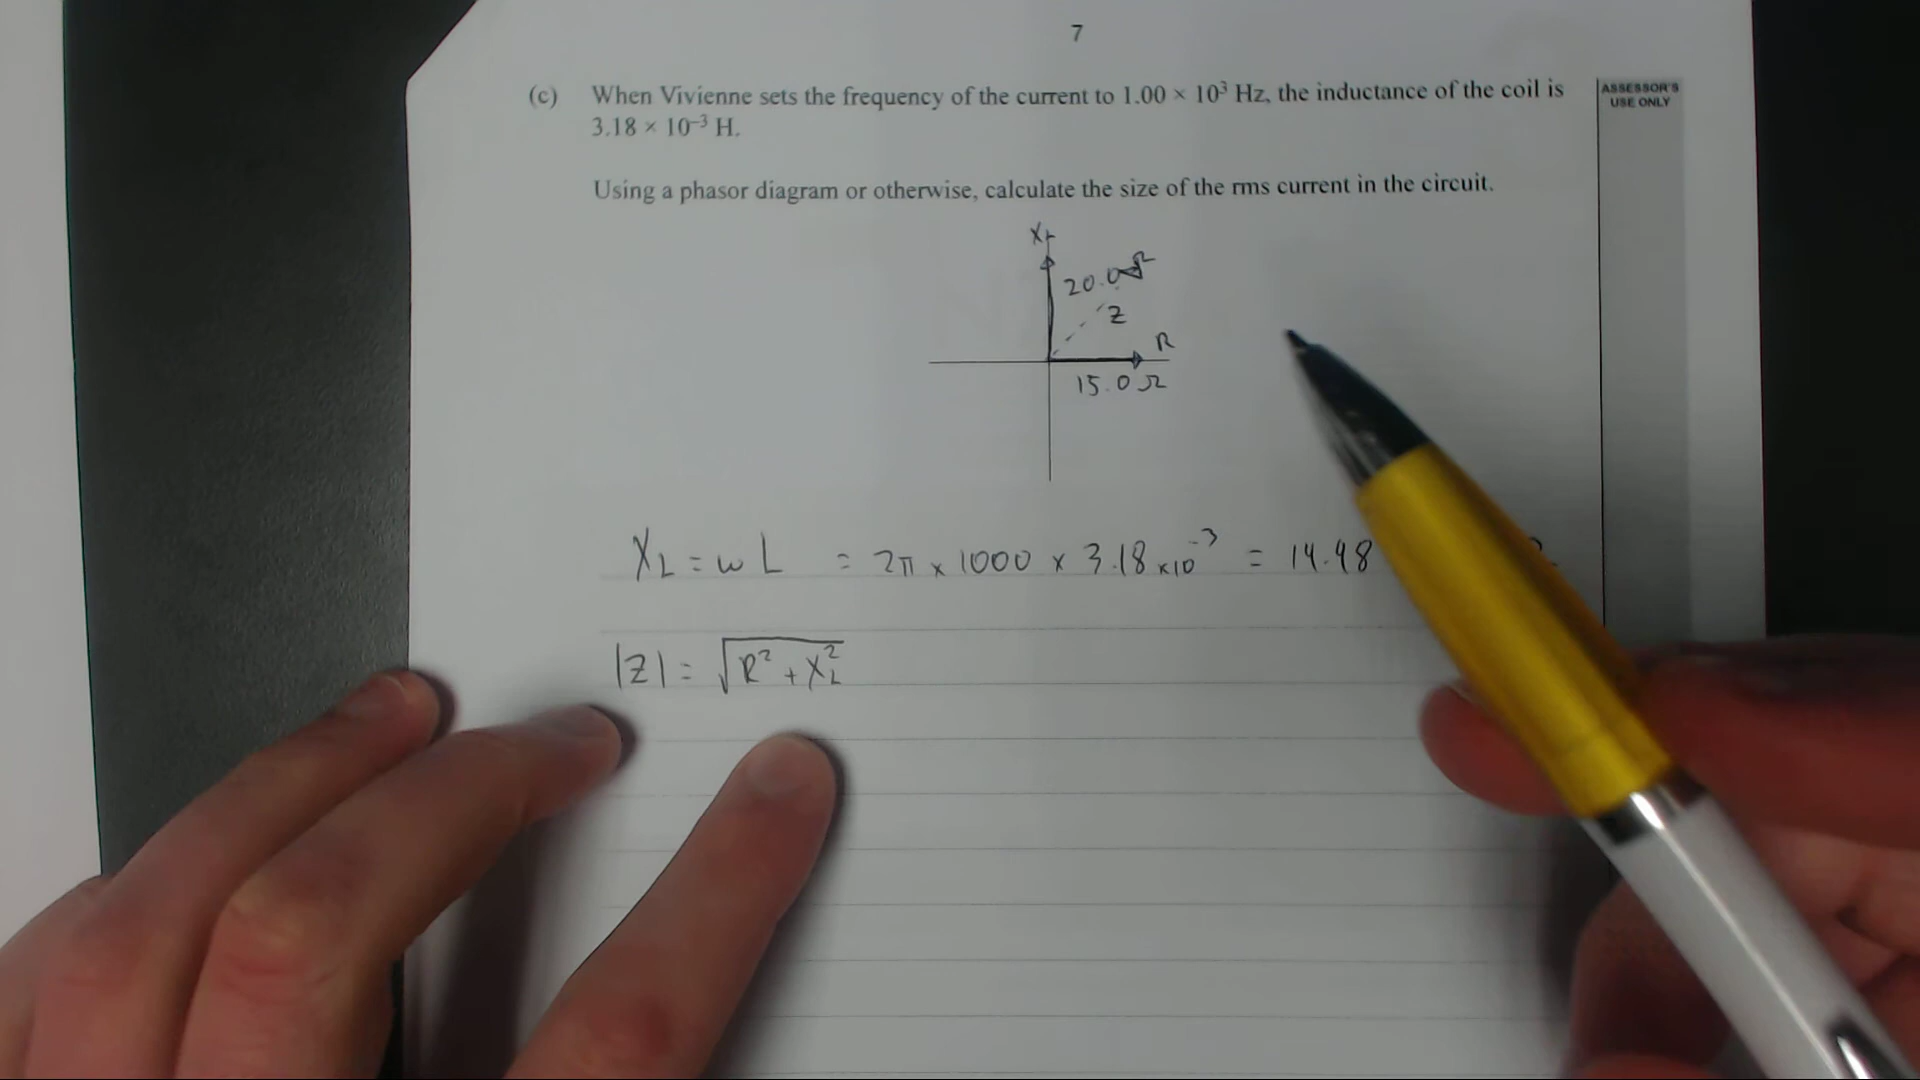 7
(c) When Vivienne sets the frequency of the current to 1.00 × 10³ Hz, the inductance of the coil is
3.18 × 10⁻³ H.
ASSESSOR'S
USE ONLY
Using a phasor diagram or otherwise, calculate the size of the rms current in the circuit.
X_L
20.0Ω
Z
R
15.0Ω
X_L = ω L = 2π × 1000 × 3.18 ×10⁻³ = 19.98
|Z| = √(R² + X_L²)